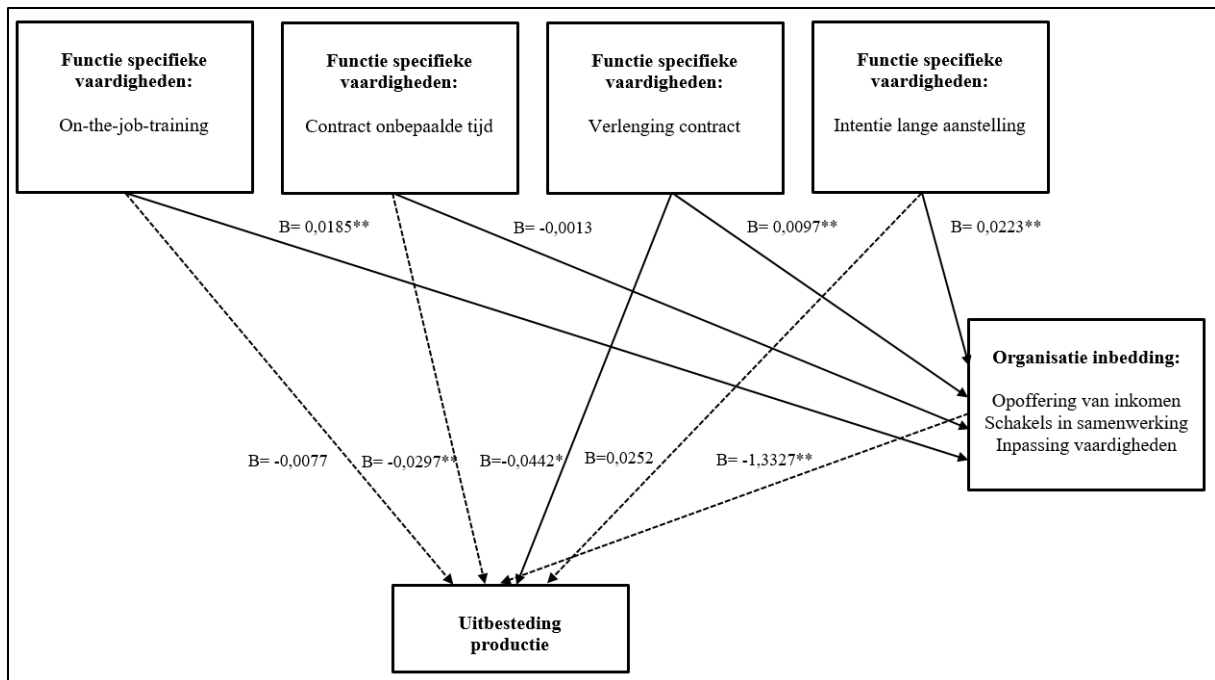 Functie specifieke
vaardigheden:
On-the-job-training
Functie specifieke
vaardigheden:
Contract onbepaalde tijd
Functie specifieke
vaardigheden:
Verlenging contract
Functie specifieke
vaardigheden:
Intentie lange aanstelling
B= 0,0185**
B= -0,0013
B= 0,0097**
B= 0,0223**
Organisatie inbedding:
Opoffering van inkomen
Schakels in samenwerking
Inpassing vaardigheden
B= -0,0077
B= -0,0297**
B=-0,0442*
B=0,0252
B= -1,3327**
Uitbesteding
productie